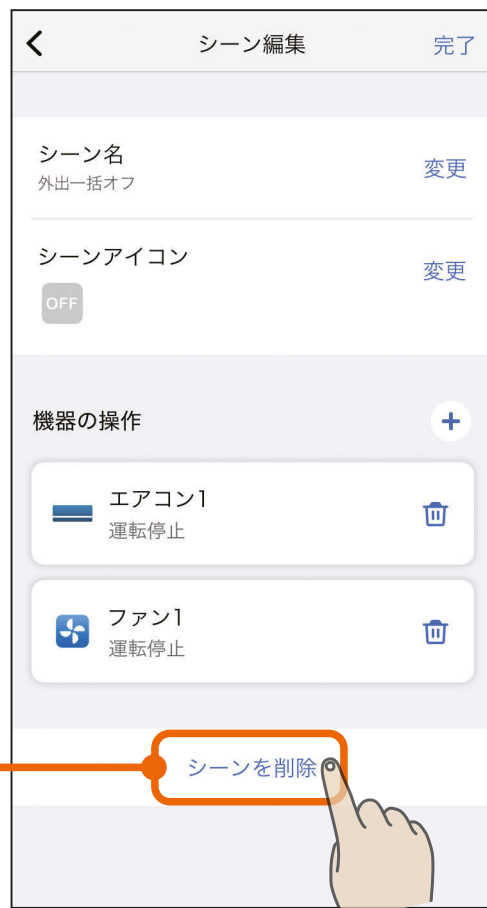 シーン編集
完了
シーン名
外出一括オフ
変更
シーンアイコン
OFF
変更
機器の操作
エアコン1
運転停止
ファン1
運転停止
シーンを削除